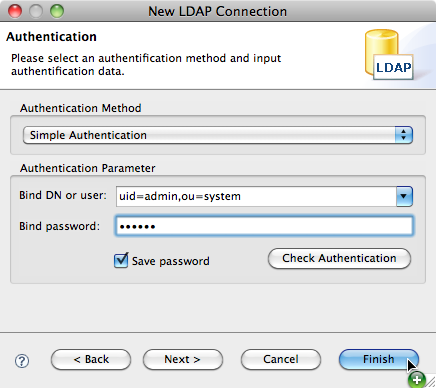 New LDAP Connection
Authentication
Please select an authentification method and input
authentification data.
LDAP
Authentication Method
Simple Authentication
Authentication Parameter
Bind DN or user: uid=admin,ou=system
Bind password: ••••••
Save password Check Authentication
? < Back Next > Cancel Finish